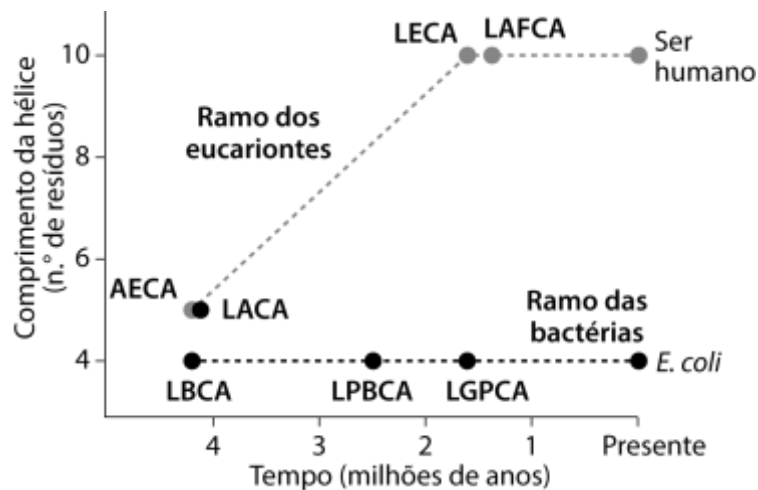 Comprimento da hélice
(n.° de resíduos)
10
8
6
4
LECA
LAFCA
Ser
humano
Ramo dos
eucariontes
AECA
LACA
Ramo das
bactérias
E. coli
LBCA
LPBCA
LGPCA
4
3
2
1
Presente
Tempo (milhões de anos)